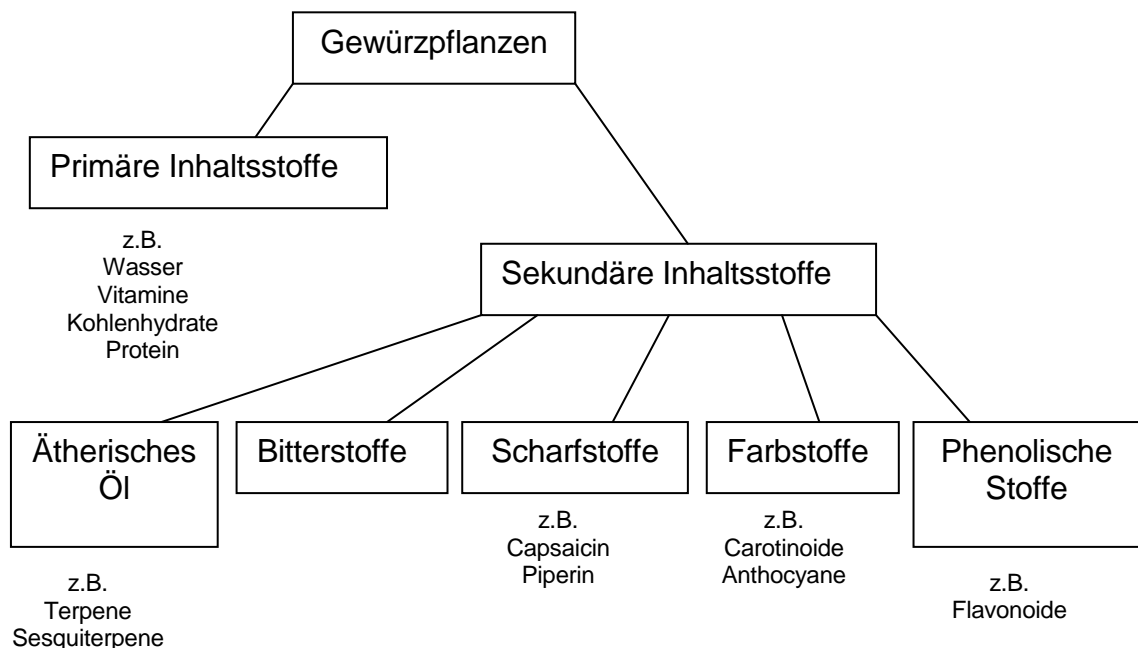 Gewürzpflanzen
Primäre Inhaltsstoffe
z.B.
Wasser
Vitamine
Kohlenhydrate
Protein
Sekundäre Inhaltsstoffe
Ätherisches
Öl
z.B.
Terpene
Sesquiterpene
Bitterstoffe
Scharfstoffe
z.B.
Capsaicin
Piperin
Farbstoffe
z.B.
Carotinoide
Anthocyane
Phenolische
Stoffe
z.B.
Flavonoide